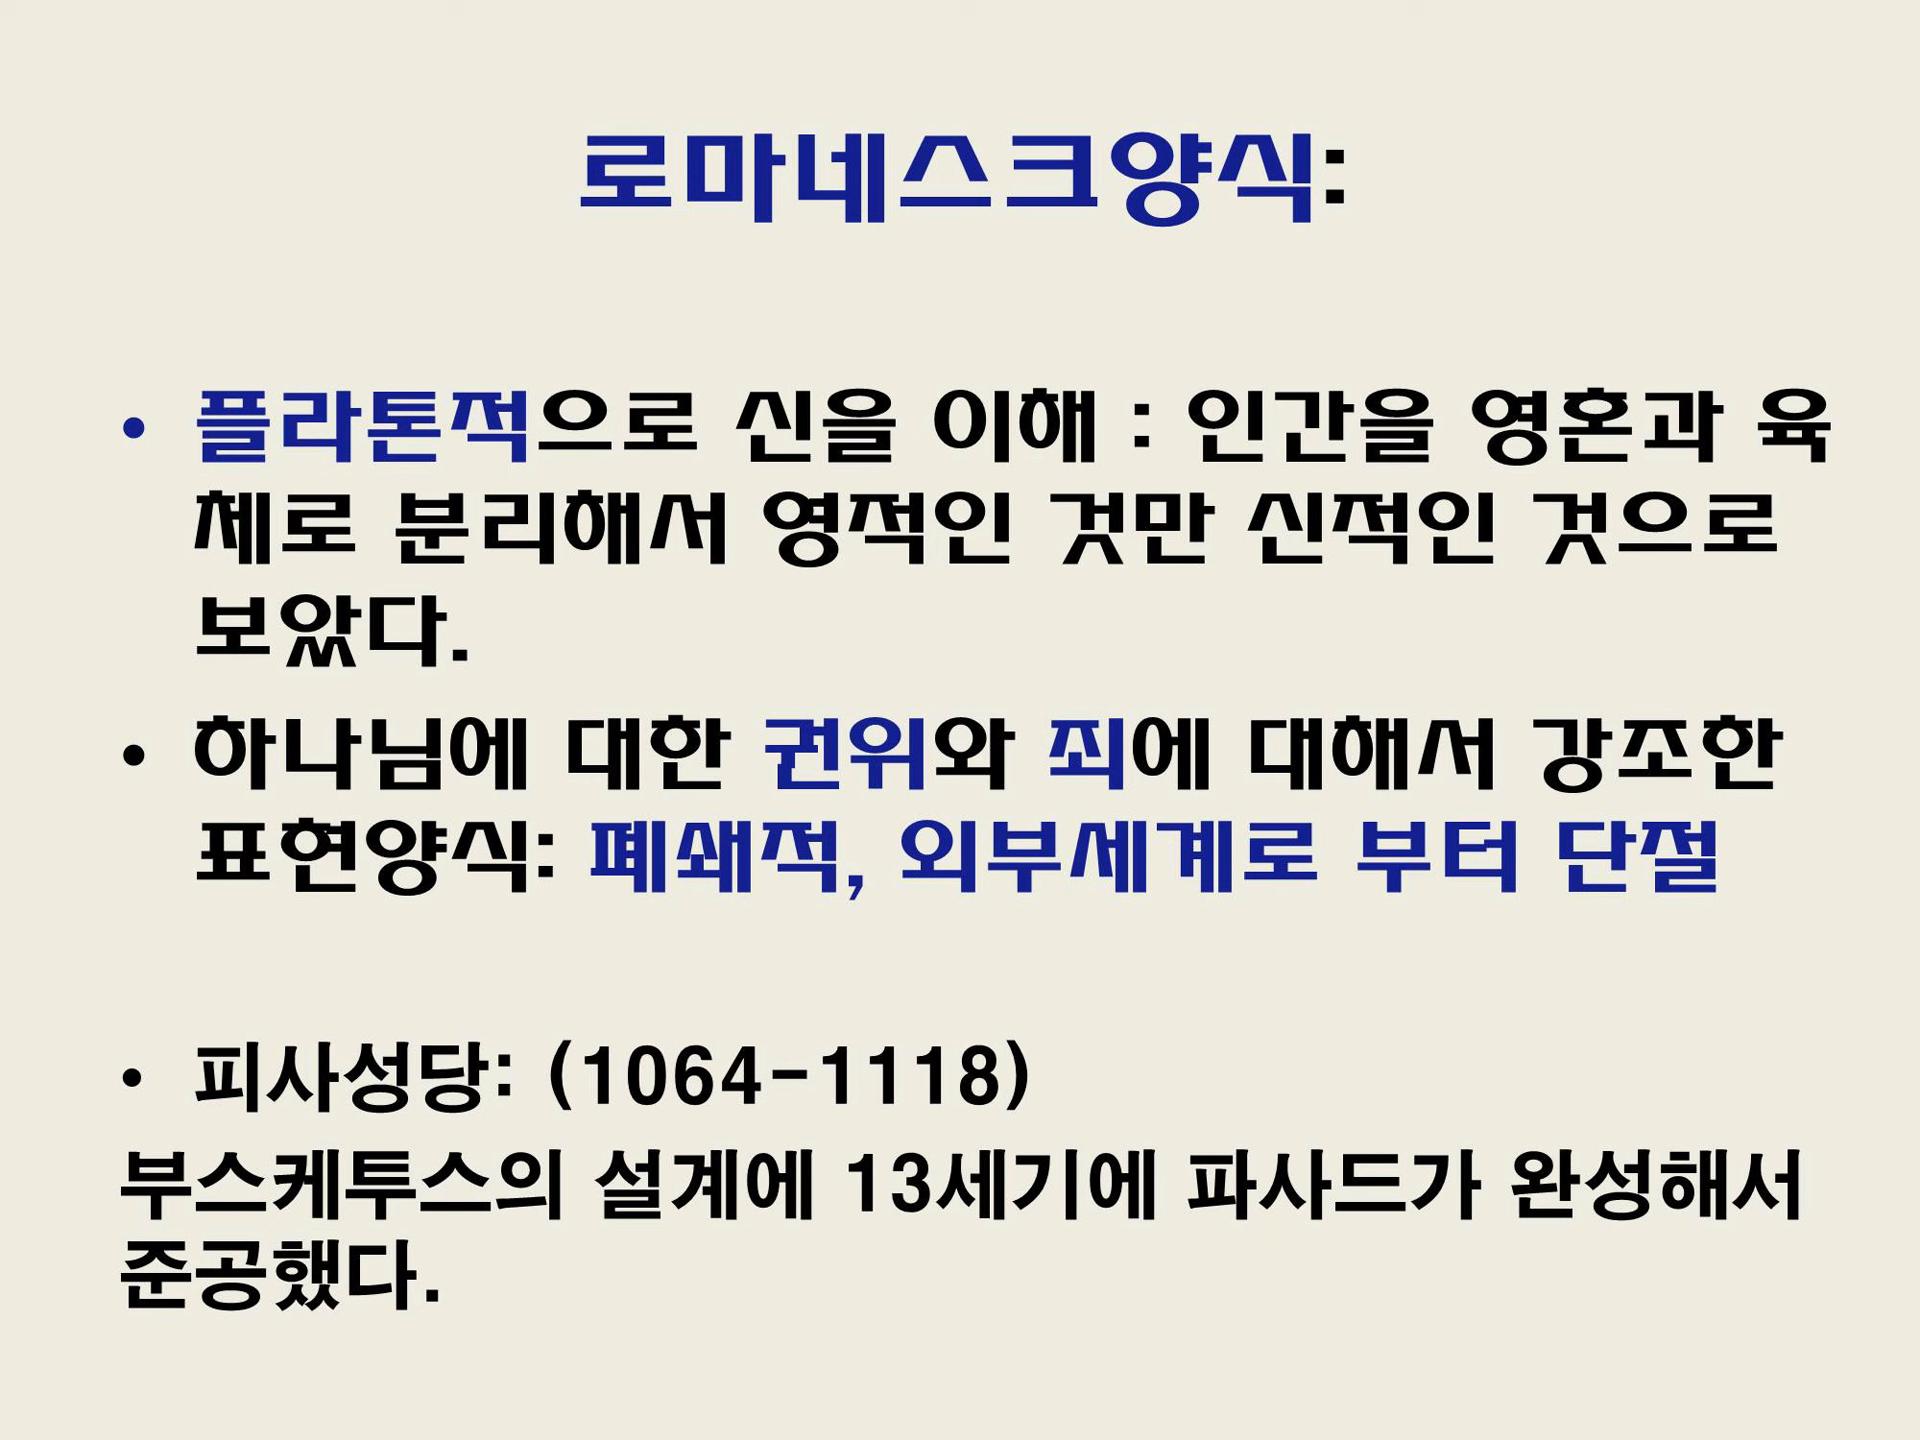 로마네스크양식:
• 플라톤적으로 신을 이해 : 인간을 영혼과 육
체로 분리해서 영적인 것만 신적인 것으로
보았다.
• 하나님에 대한 권위와 죄에 대해서 강조한
표현양식: 폐쇄적, 외부세계로 부터 단절
• 피사성당: (1064-1118)
부스케투스의 설계에 13세기에 파사드가 완성해서
준공했다.